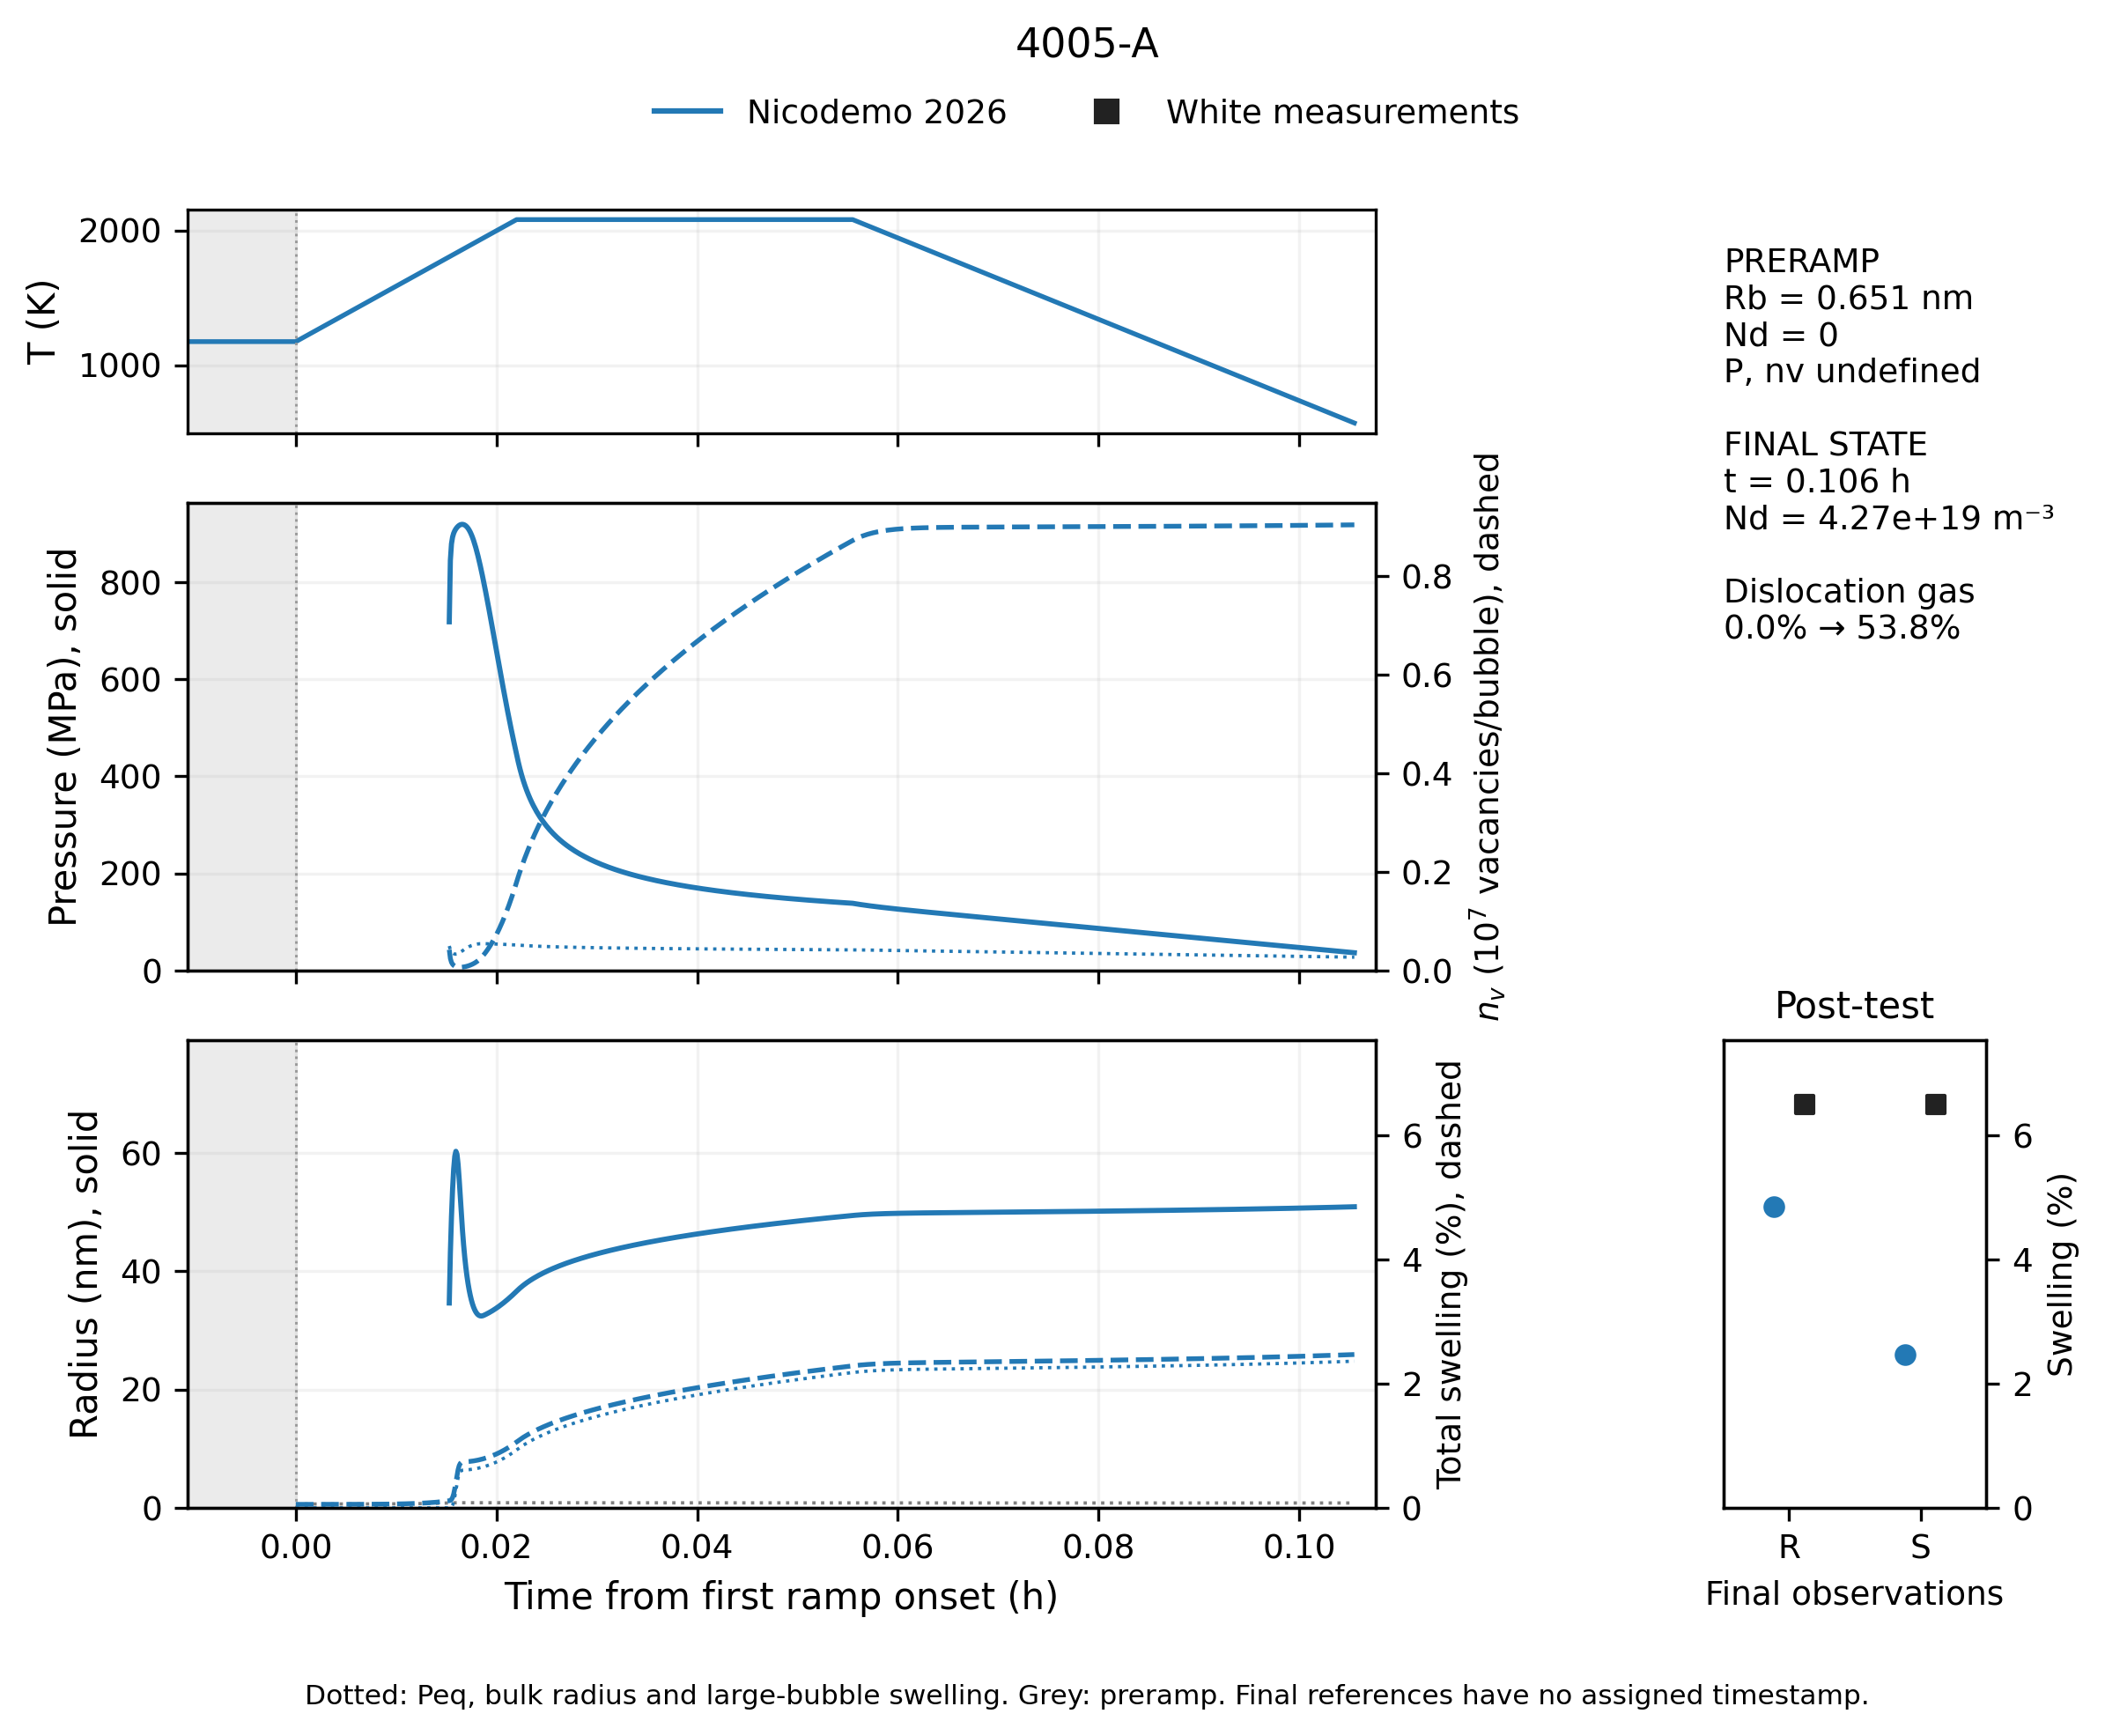 4005-A
Nicodemo 2026
White measurements
2000
1000
T (K)
PRERAMP
Rb = 0.651 nm
Nd = 0
P, nv undefined
FINAL STATE
t = 0.106 h
Nd = 4.27e+19 m⁻³
Dislocation gas
0.0% → 53.8%
800
600
400
200
0
Pressure (MPa), solid
0.8
0.6
0.4
0.2
0.0
n_v (10⁷ vacancies/bubble), dashed
60
40
20
0
Radius (nm), solid
6
4
2
0
Total swelling (%), dashed
0.00 0.02 0.04 0.06 0.08 0.10
Time from first ramp onset (h)
Post-test
6
4
2
0
Swelling (%)
R S
Final observations
Dotted: Peq, bulk radius and large-bubble swelling. Grey: preramp. Final references have no assigned timestamp.